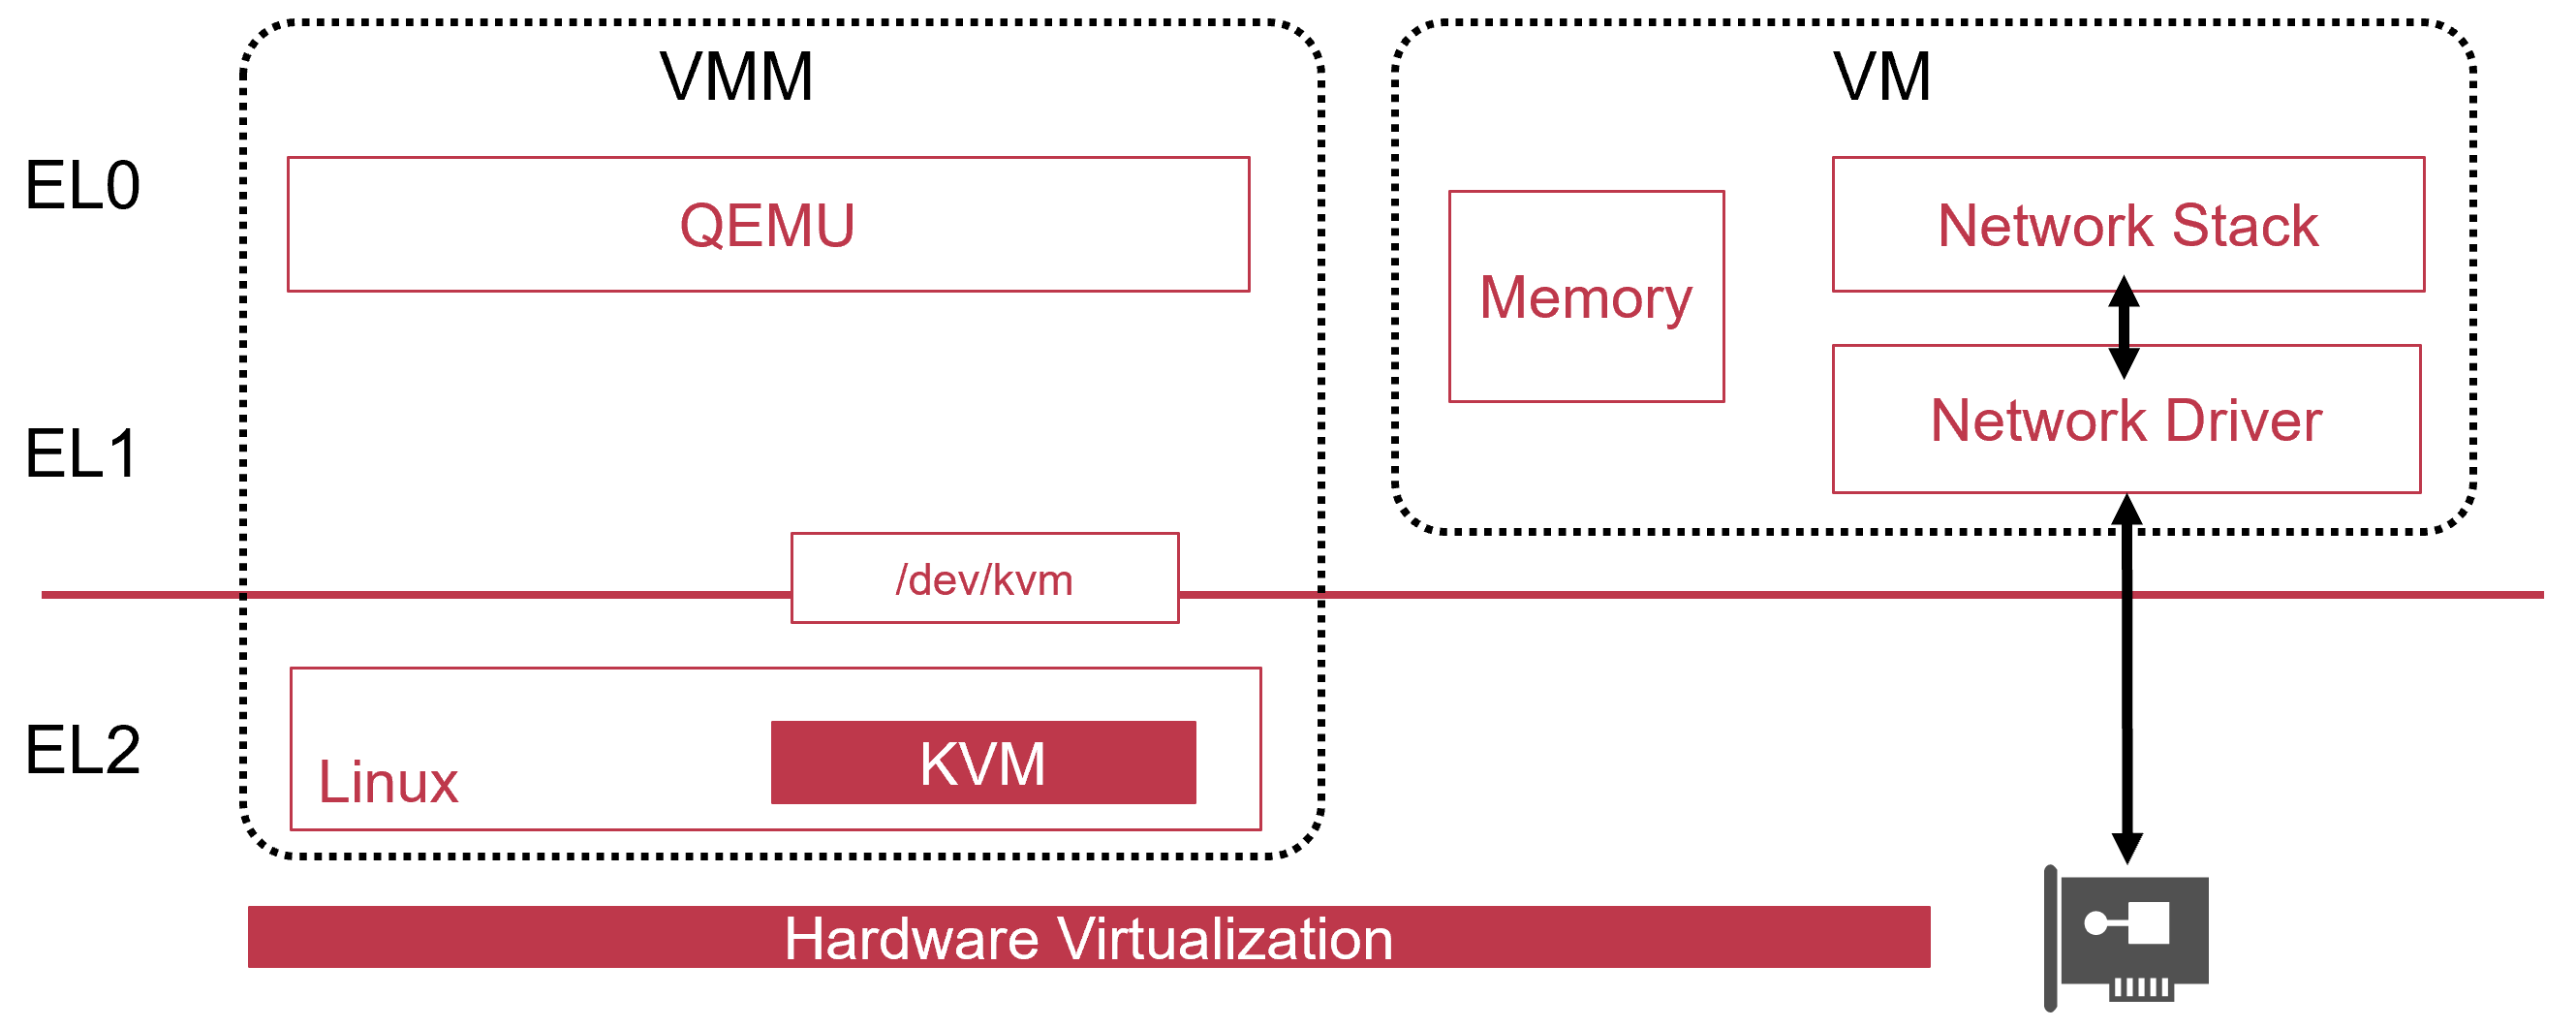 VMM
VM
EL0
QEMU
Network Stack
Memory
Network Driver
EL1
/dev/kvm
EL2
Linux
KVM
Hardware Virtualization